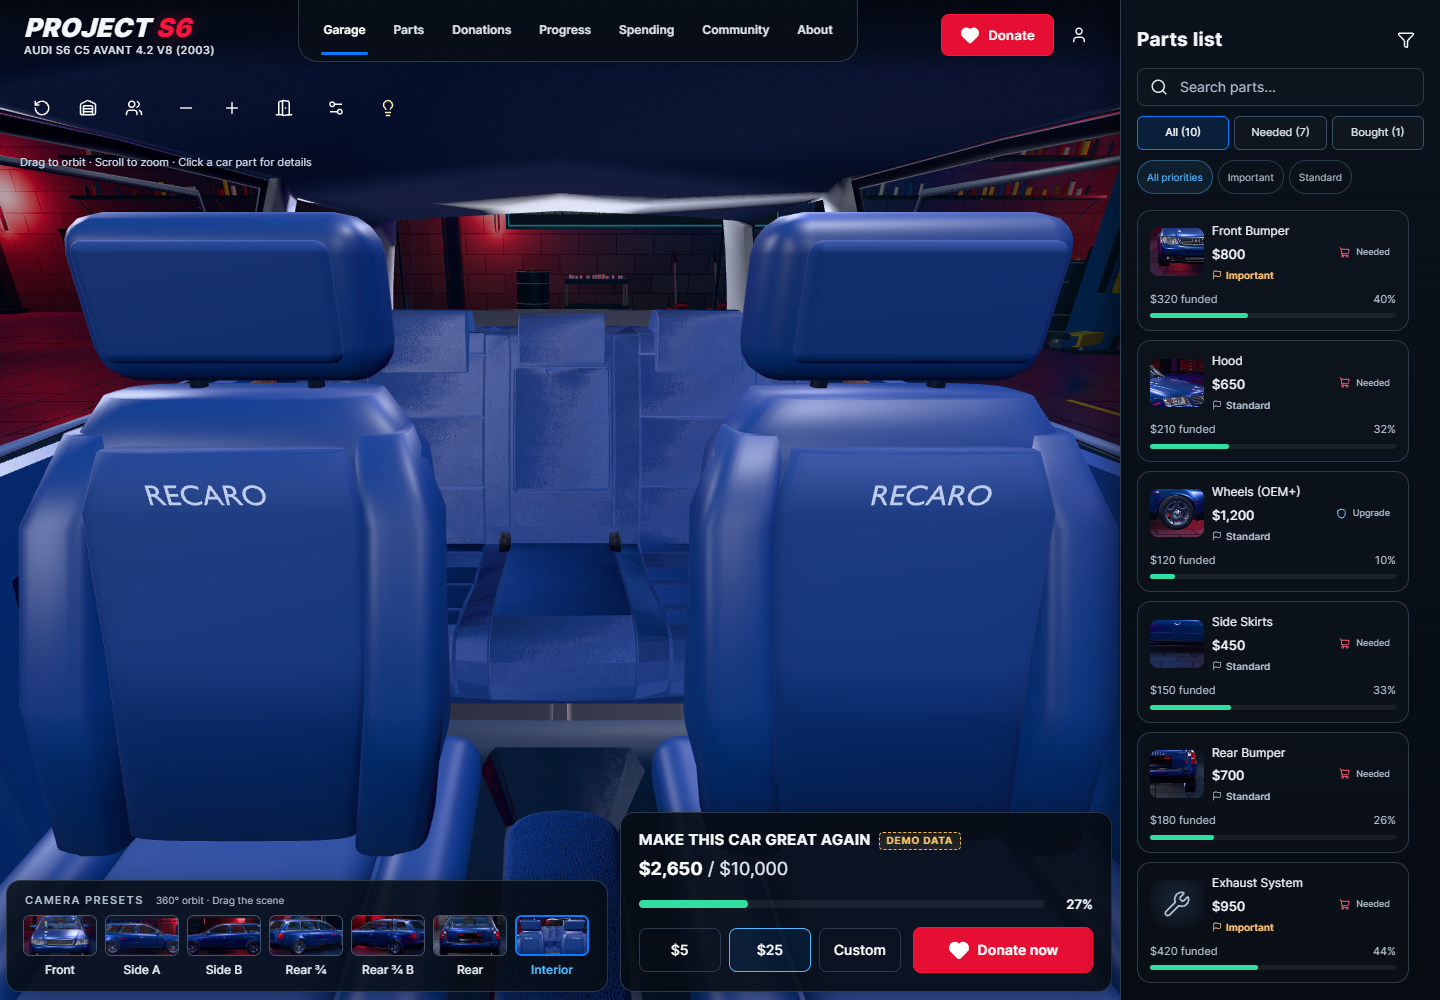 PROJECT S6
AUDI S6 C5 AVANT 4.2 V8 (2003)
Garage
Parts
Donations
Progress
Spending
Community
About
Donate
Drag to orbit · Scroll to zoom · Click a car part for details
RECARO
RECARO
CAMERA PRESETS 360° orbit · Drag the scene
Front
Side A
Side B
Rear ¾
Rear ¾ B
Rear
Interior
MAKE THIS CAR GREAT AGAIN DEMO DATA
$2,650 / $10,000
27%
$5
$25
Custom
Donate now
Parts list
Search parts...
All (10)
Needed (7)
Bought (1)
All priorities
Important
Standard
Front Bumper
$800
Needed
Important
$320 funded 40%
Hood
$650
Needed
Standard
$210 funded 32%
Wheels (OEM+)
$1,200
Upgrade
Standard
$120 funded 10%
Side Skirts
$450
Needed
Standard
$150 funded 33%
Rear Bumper
$700
Needed
Standard
$180 funded 26%
Exhaust System
$950
Needed
Important
$420 funded 44%